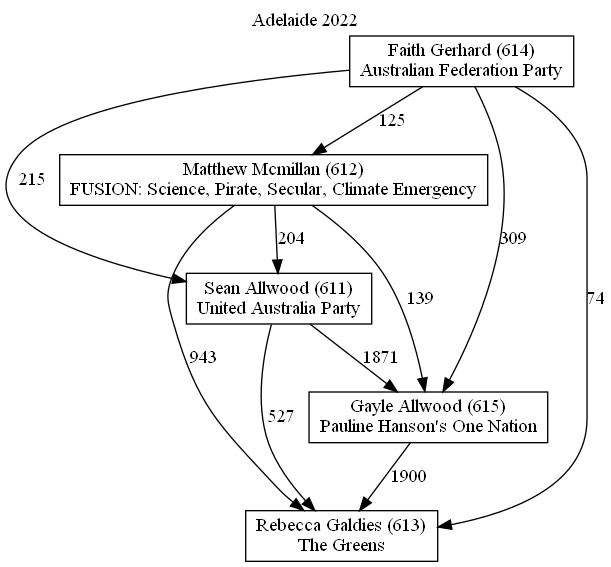 Adelaide 2022
Faith Gerhard (614)
Australian Federation Party
125
Matthew Mcmillan (612)
FUSION: Science, Pirate, Secular, Climate Emergency
215
204
309
Sean Allwood (611)
United Australia Party
139
74
943
1871
527
Gayle Allwood (615)
Pauline Hanson's One Nation
1900
Rebecca Galdies (613)
The Greens